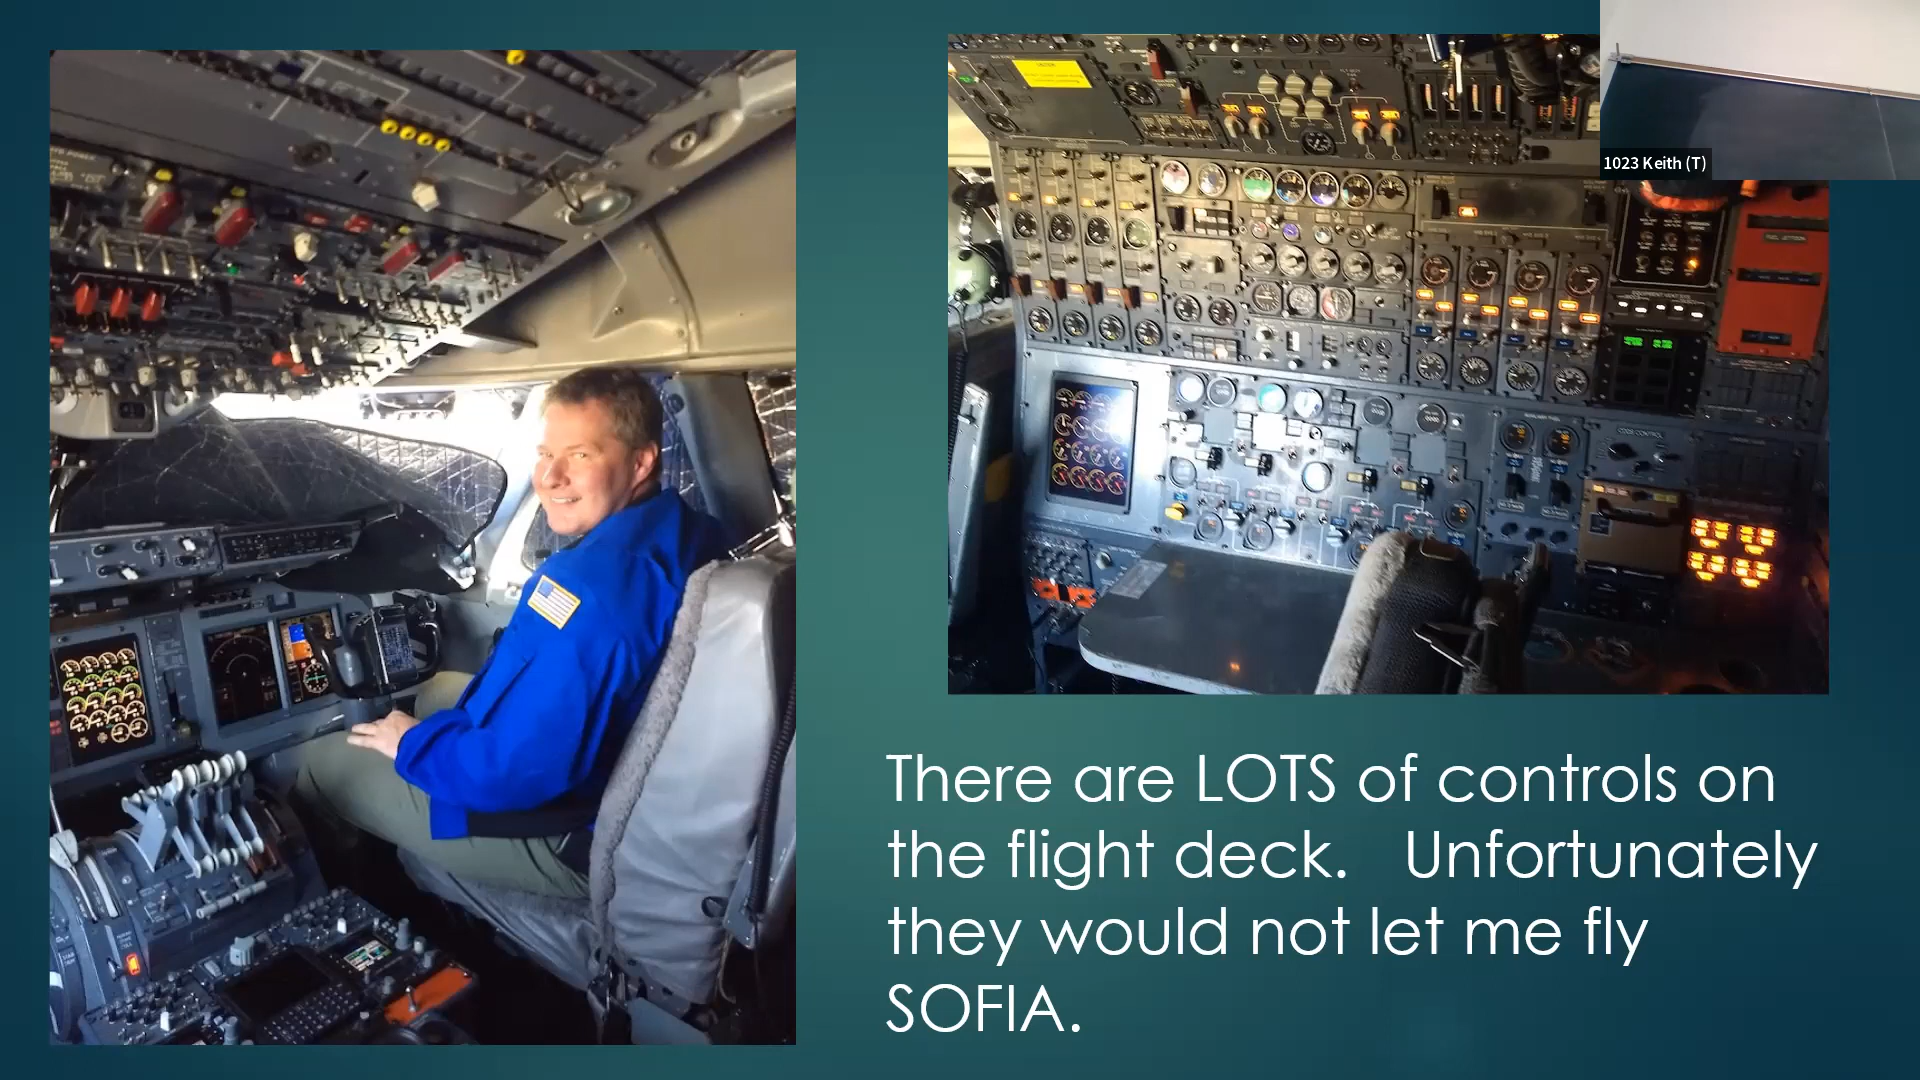 1023 Keith (T)
There are LOTS of controls on
the flight deck.   Unfortunately
they would not let me fly
SOFIA.